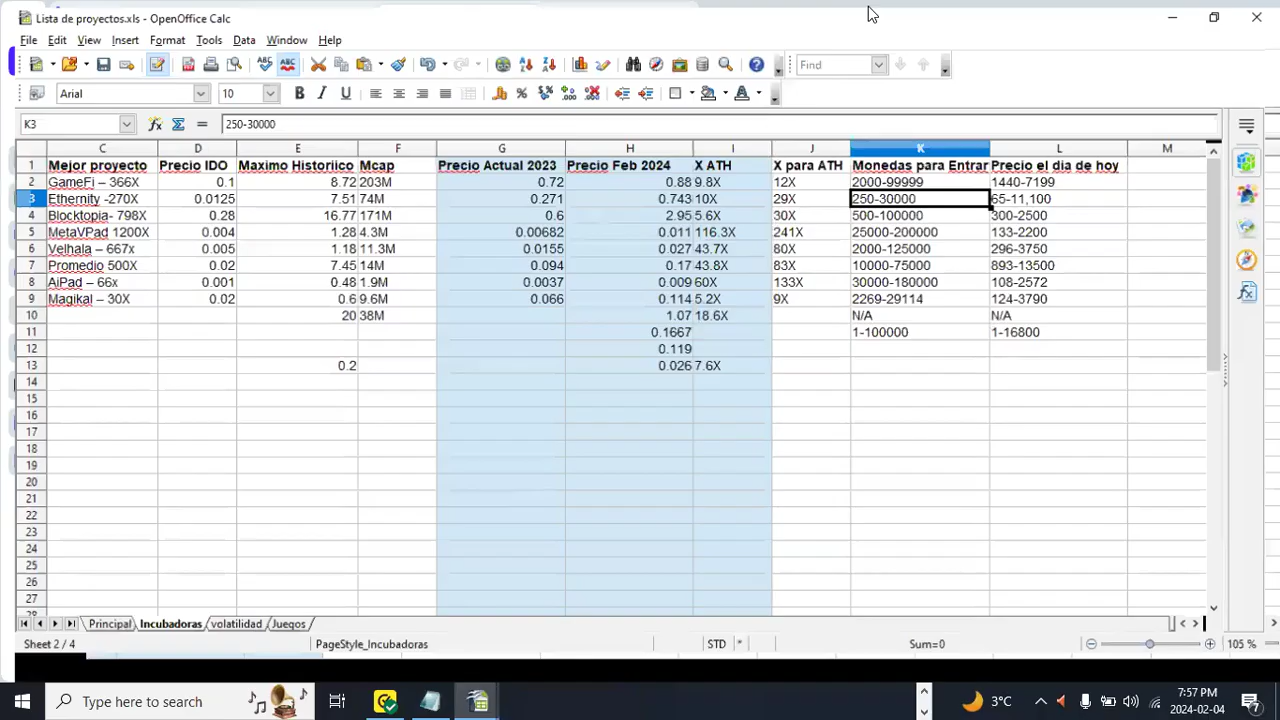 Lista de proyectos.xls - OpenOffice Calc
File Edit View Insert Format Tools Data Window Help
Find
Arial 10
K3 250-30000
C D E F G H I J K L M
1 Mejor proyecto Precio IDO Maximo Historiico Mcap Precio Actual 2023 Precio Feb 2024 X ATH X para ATH Monedas para Entrar Precio el dia de hoy
2 GameFi – 366X 0.1 8.72 203M 0.72 0.88 9.8X 12X 2000-99999 1440-7199
3 Ethernity -270X 0.0125 7.51 74M 0.271 0.743 10X 29X 250-30000 65-11,100
4 Blocktopia- 798X 0.28 16.77 171M 0.6 2.95 5.6X 30X 500-100000 300-2500
5 MetaVPad 1200X 0.004 1.28 4.3M 0.00682 0.011 116.3X 241X 25000-200000 133-2200
6 Velhala – 667x 0.005 1.18 11.3M 0.0155 0.027 43.7X 80X 2000-125000 296-3750
7 Promedio 500X 0.02 7.45 14M 0.094 0.17 43.8X 83X 10000-75000 893-13500
8 AiPad – 66x 0.001 0.48 1.9M 0.0037 0.009 60X 133X 30000-180000 108-2572
9 Magikal – 30X 0.02 0.6 9.6M 0.066 0.114 5.2X 9X 2269-29114 124-3790
10 20 38M 1.07 18.6X N/A N/A
11 0.1667 1-100000 1-16800
12 0.119
13 0.2 0.026 7.6X
14
15
16
17
18
19
20
21
22
23
24
25
26
27
28
Principal Incubadoras volatilidad Juegos
Sheet 2 / 4 PageStyle_Incubadoras STD * Sum=0 105 %
Type here to search 3°C 7:57 PM
2024-02-04 7